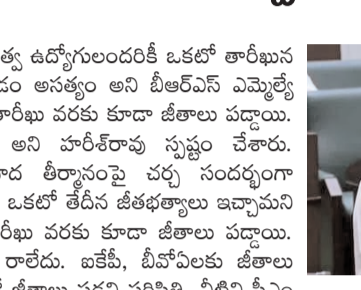 త్వ ఉద్యోగులందరికీ ఒకటో తారీఖున
డం అసత్యం అని బీఆర్ఎస్ ఎమ్మెల్యే
తారీఖు వరకు కూడా జీతాలు పడ్డాయి.
అని హరీశ్‌రావు స్పష్టం చేశారు.
వాద తీర్మానంపై చర్చ సందర్భంగా
ఒకటో తేదీన జీతభత్యాలు ఇచ్చామని
రీఖు వరకు కూడా జీతాలు పడ్డాయి.
రాలేదు. ఐకేపీ, బీవోఏలకు జీతాలు